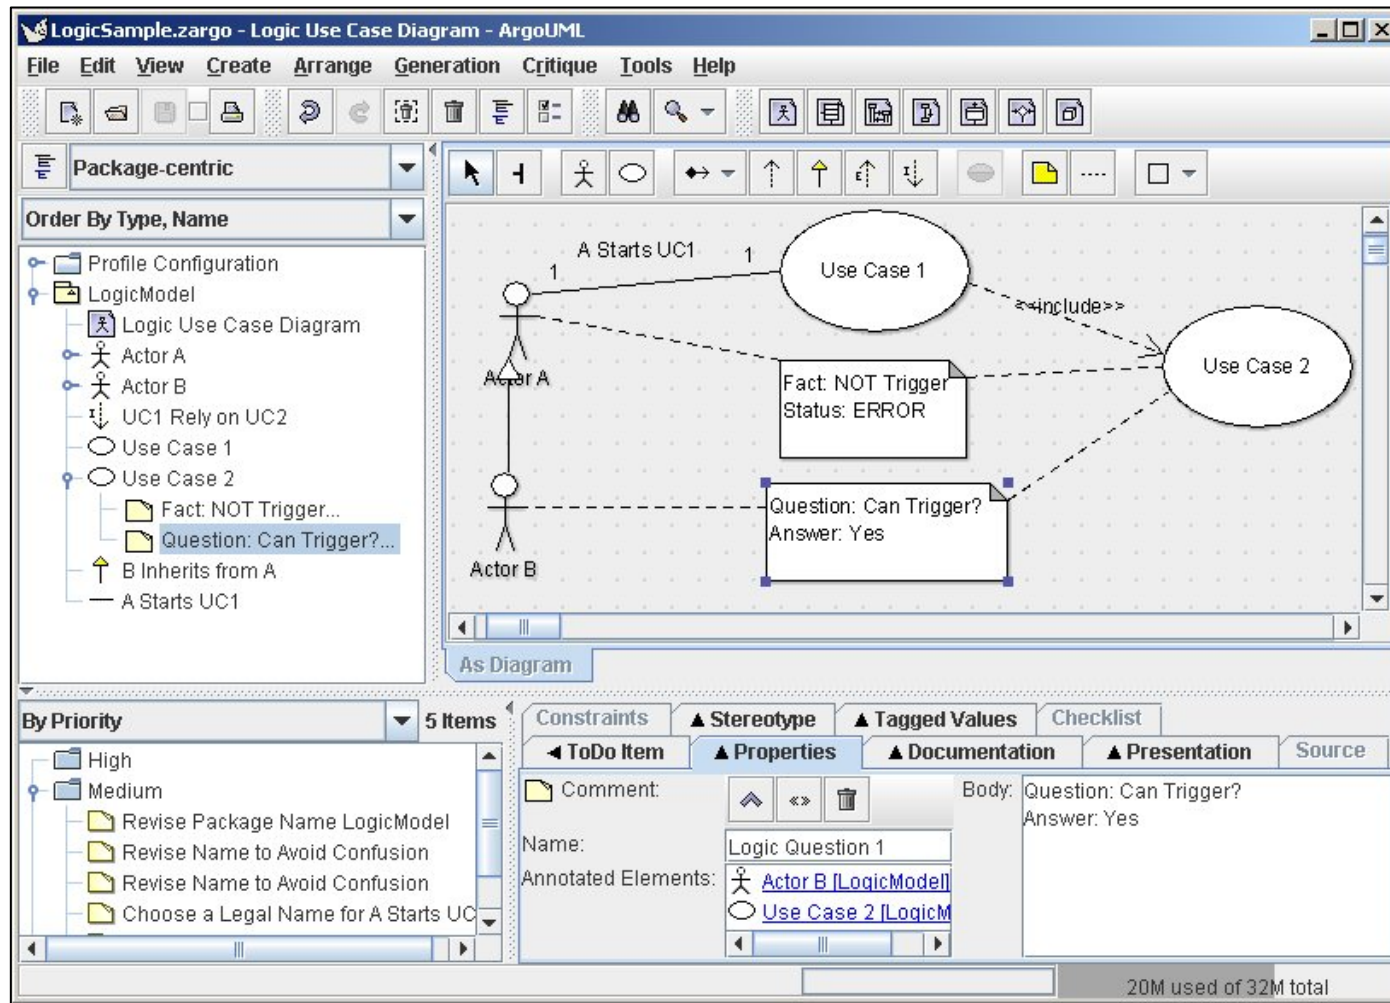 LogicSample.zargo - Logic Use Case Diagram - ArgoUML
File Edit View Create Arrange Generation Critique Tools Help
Package-centric
Order By Type, Name
Profile Configuration
LogicModel
Logic Use Case Diagram
Actor A
Actor B
UC1 Rely on UC2
Use Case 1
Use Case 2
Fact: NOT Trigger...
Question: Can Trigger?...
B Inherits from A
A Starts UC1
A Starts UC1
1
1
Use Case 1
<<include>>
Use Case 2
Actor A
Fact: NOT Trigger
Status: ERROR
Question: Can Trigger?
Answer: Yes
Actor B
As Diagram
By Priority
5 Items
High
Medium
Revise Package Name LogicModel
Revise Name to Avoid Confusion
Revise Name to Avoid Confusion
Choose a Legal Name for A Starts UC
Constraints
Stereotype
Tagged Values
Checklist
ToDo Item
Properties
Documentation
Presentation
Source
Comment:
Name:
Logic Question 1
Annotated Elements:
Actor B [LogicModel]
Use Case 2 [LogicM
Body:
Question: Can Trigger?
Answer: Yes
20M used of 32M total